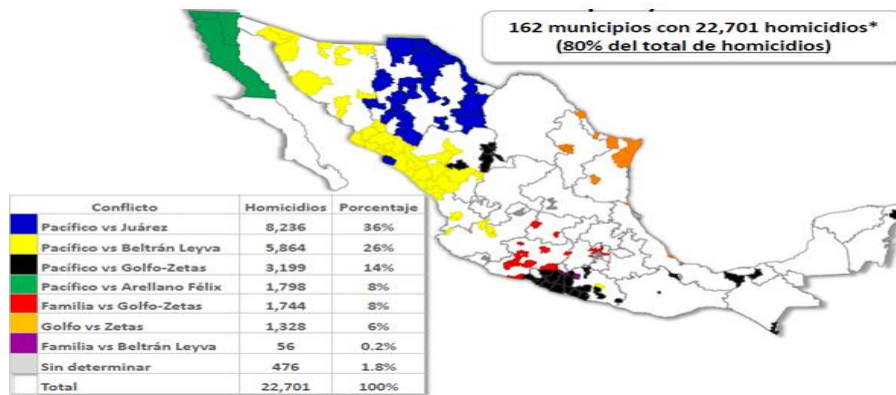 162 municipios con 22,701 homicidios*
(80% del total de homicidios)
Conflicto Homicidios Porcentaje
Pacífico vs Juárez 8,236 36%
Pacífico vs Beltrán Leyva 5,864 26%
Pacífico vs Golfo-Zetas 3,199 14%
Pacífico vs Arellano Félix 1,798 8%
Familia vs Golfo-Zetas 1,744 8%
Golfo vs Zetas 1,328 6%
Familia vs Beltrán Leyva 56 0.2%
Sin determinar 476 1.8%
Total 22,701 100%